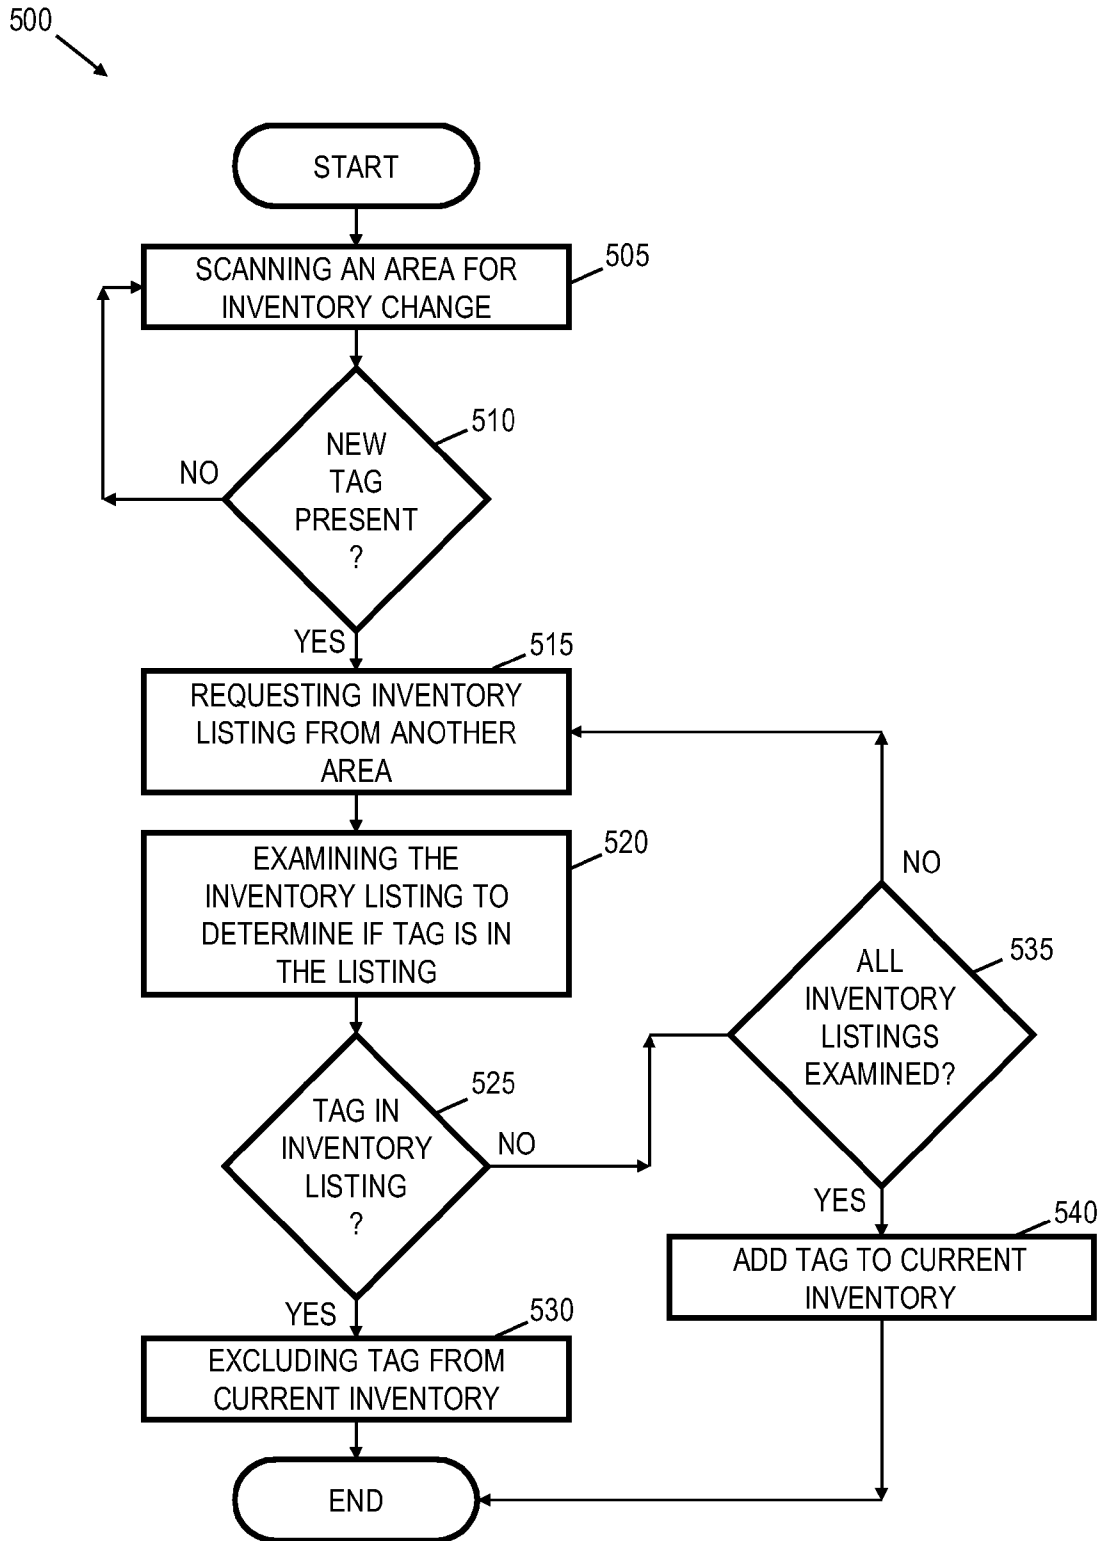 500
START
SCANNING AN AREA FOR
INVENTORY CHANGE
505
NEW
TAG
PRESENT
?
510
NO
YES
515
REQUESTING INVENTORY
LISTING FROM ANOTHER
AREA
EXAMINING THE
INVENTORY LISTING TO
DETERMINE IF TAG IS IN
THE LISTING
520
NO
ALL
INVENTORY
LISTINGS
EXAMINED?
535
TAG IN
INVENTORY
LISTING
?
525
NO
YES
540
ADD TAG TO CURRENT
INVENTORY
YES
530
EXCLUDING TAG FROM
CURRENT INVENTORY
END